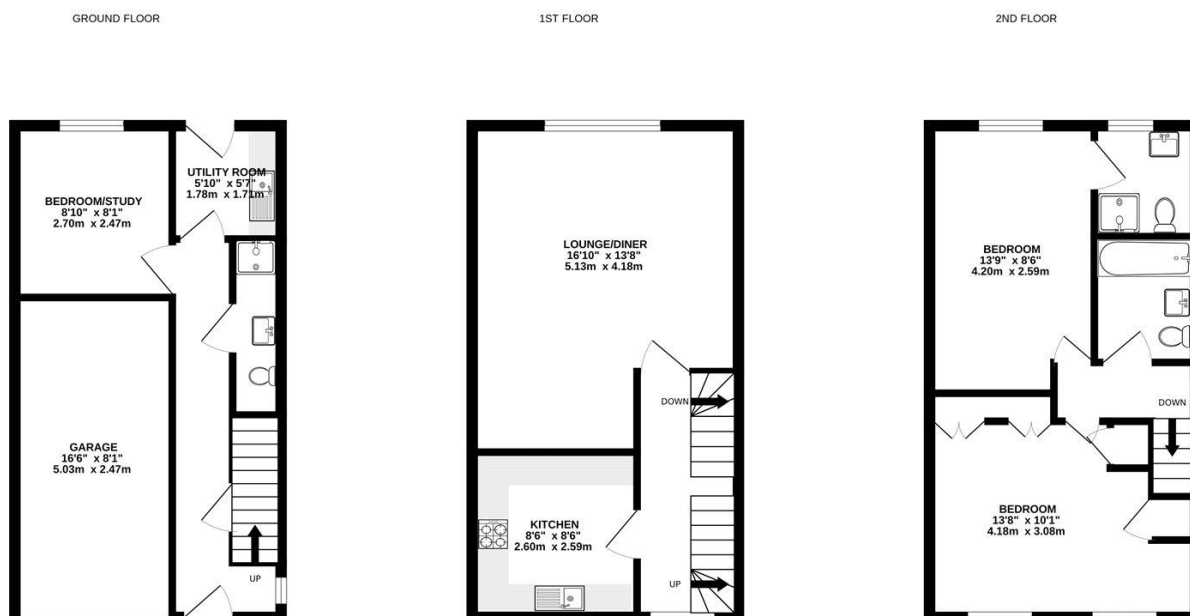 GROUND FLOOR
BEDROOM/STUDY
8'10" x 8'1"
2.70m x 2.47m
UTILITY ROOM
5'10" x 5'7"
1.78m x 1.71m
GARAGE
16'6" x 8'1"
5.03m x 2.47m
UP
1ST FLOOR
LOUNGE/DINER
16'10" x 13'8"
5.13m x 4.18m
DOWN
KITCHEN
8'6" x 8'6"
2.60m x 2.59m
UP
2ND FLOOR
BEDROOM
13'9" x 8'6"
4.20m x 2.59m
DOWN
BEDROOM
13'8" x 10'1"
4.18m x 3.08m